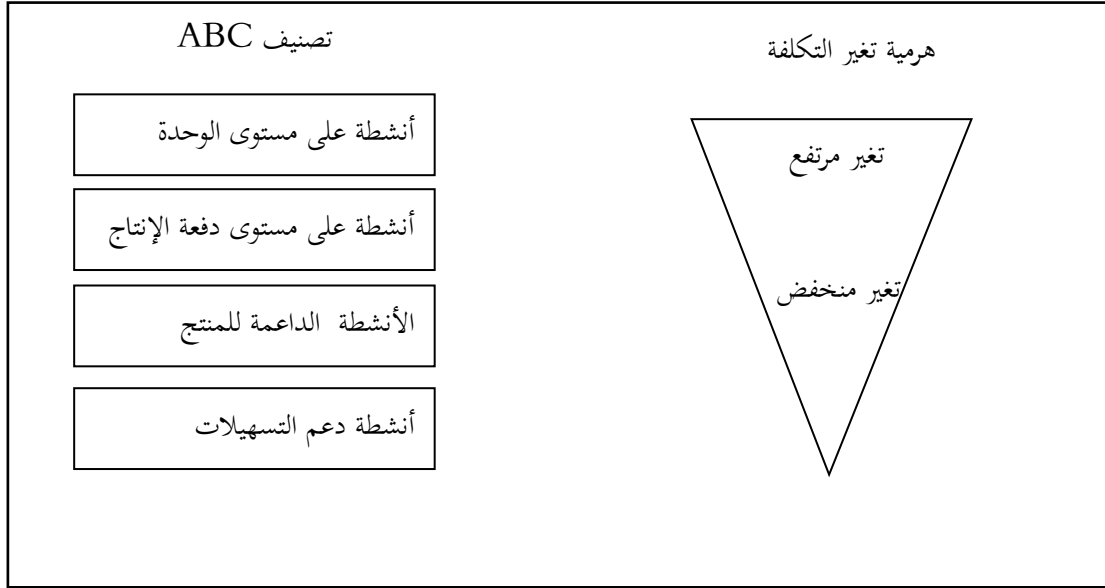 هرمية تغير التكلفة
تغير مرتفع
تغير منخفض
تصنيف ABC
أنشطة على مستوى الوحدة
أنشطة على مستوى دفعة الإنتاج
الأنشطة الداعمة للمنتج
أنشطة دعم التسهيلات